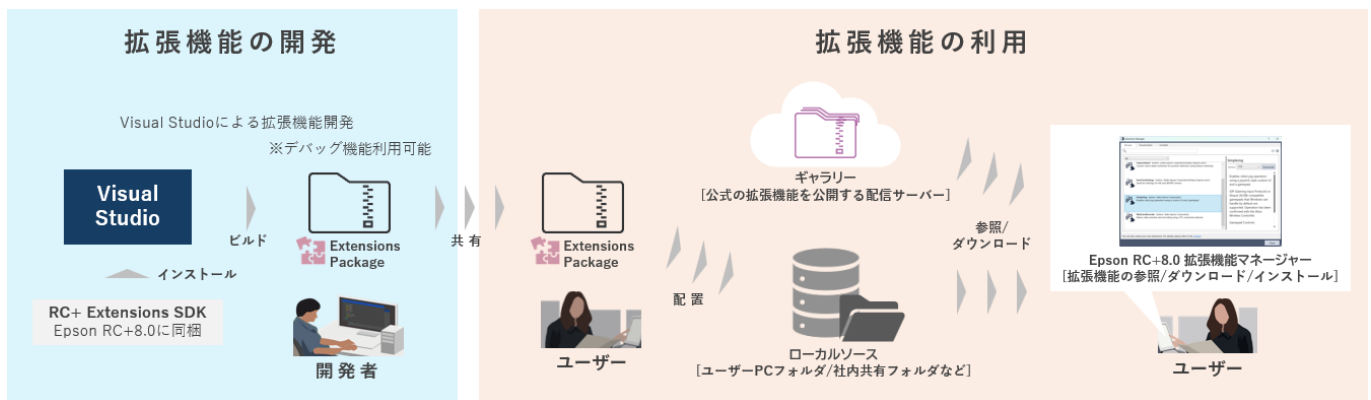 拡張機能の開発
Visual Studioによる拡張機能開発
※デバッグ機能利用可能
Visual
Studio
ビルド
Extensions
Package
共有
インストール
RC+ Extensions SDK
Epson RC+8.0に同梱
開発者
拡張機能の利用
Extensions
Package
ユーザー
配置
ギャラリー
[公式の拡張機能を公開する配信サーバー]
ローカルソース
[ユーザーPCフォルダ/社内共有フォルダなど]
参照/
ダウンロード
Epson RC+8.0 拡張機能マネージャー
[拡張機能の参照/ダウンロード/インストール]
ユーザー